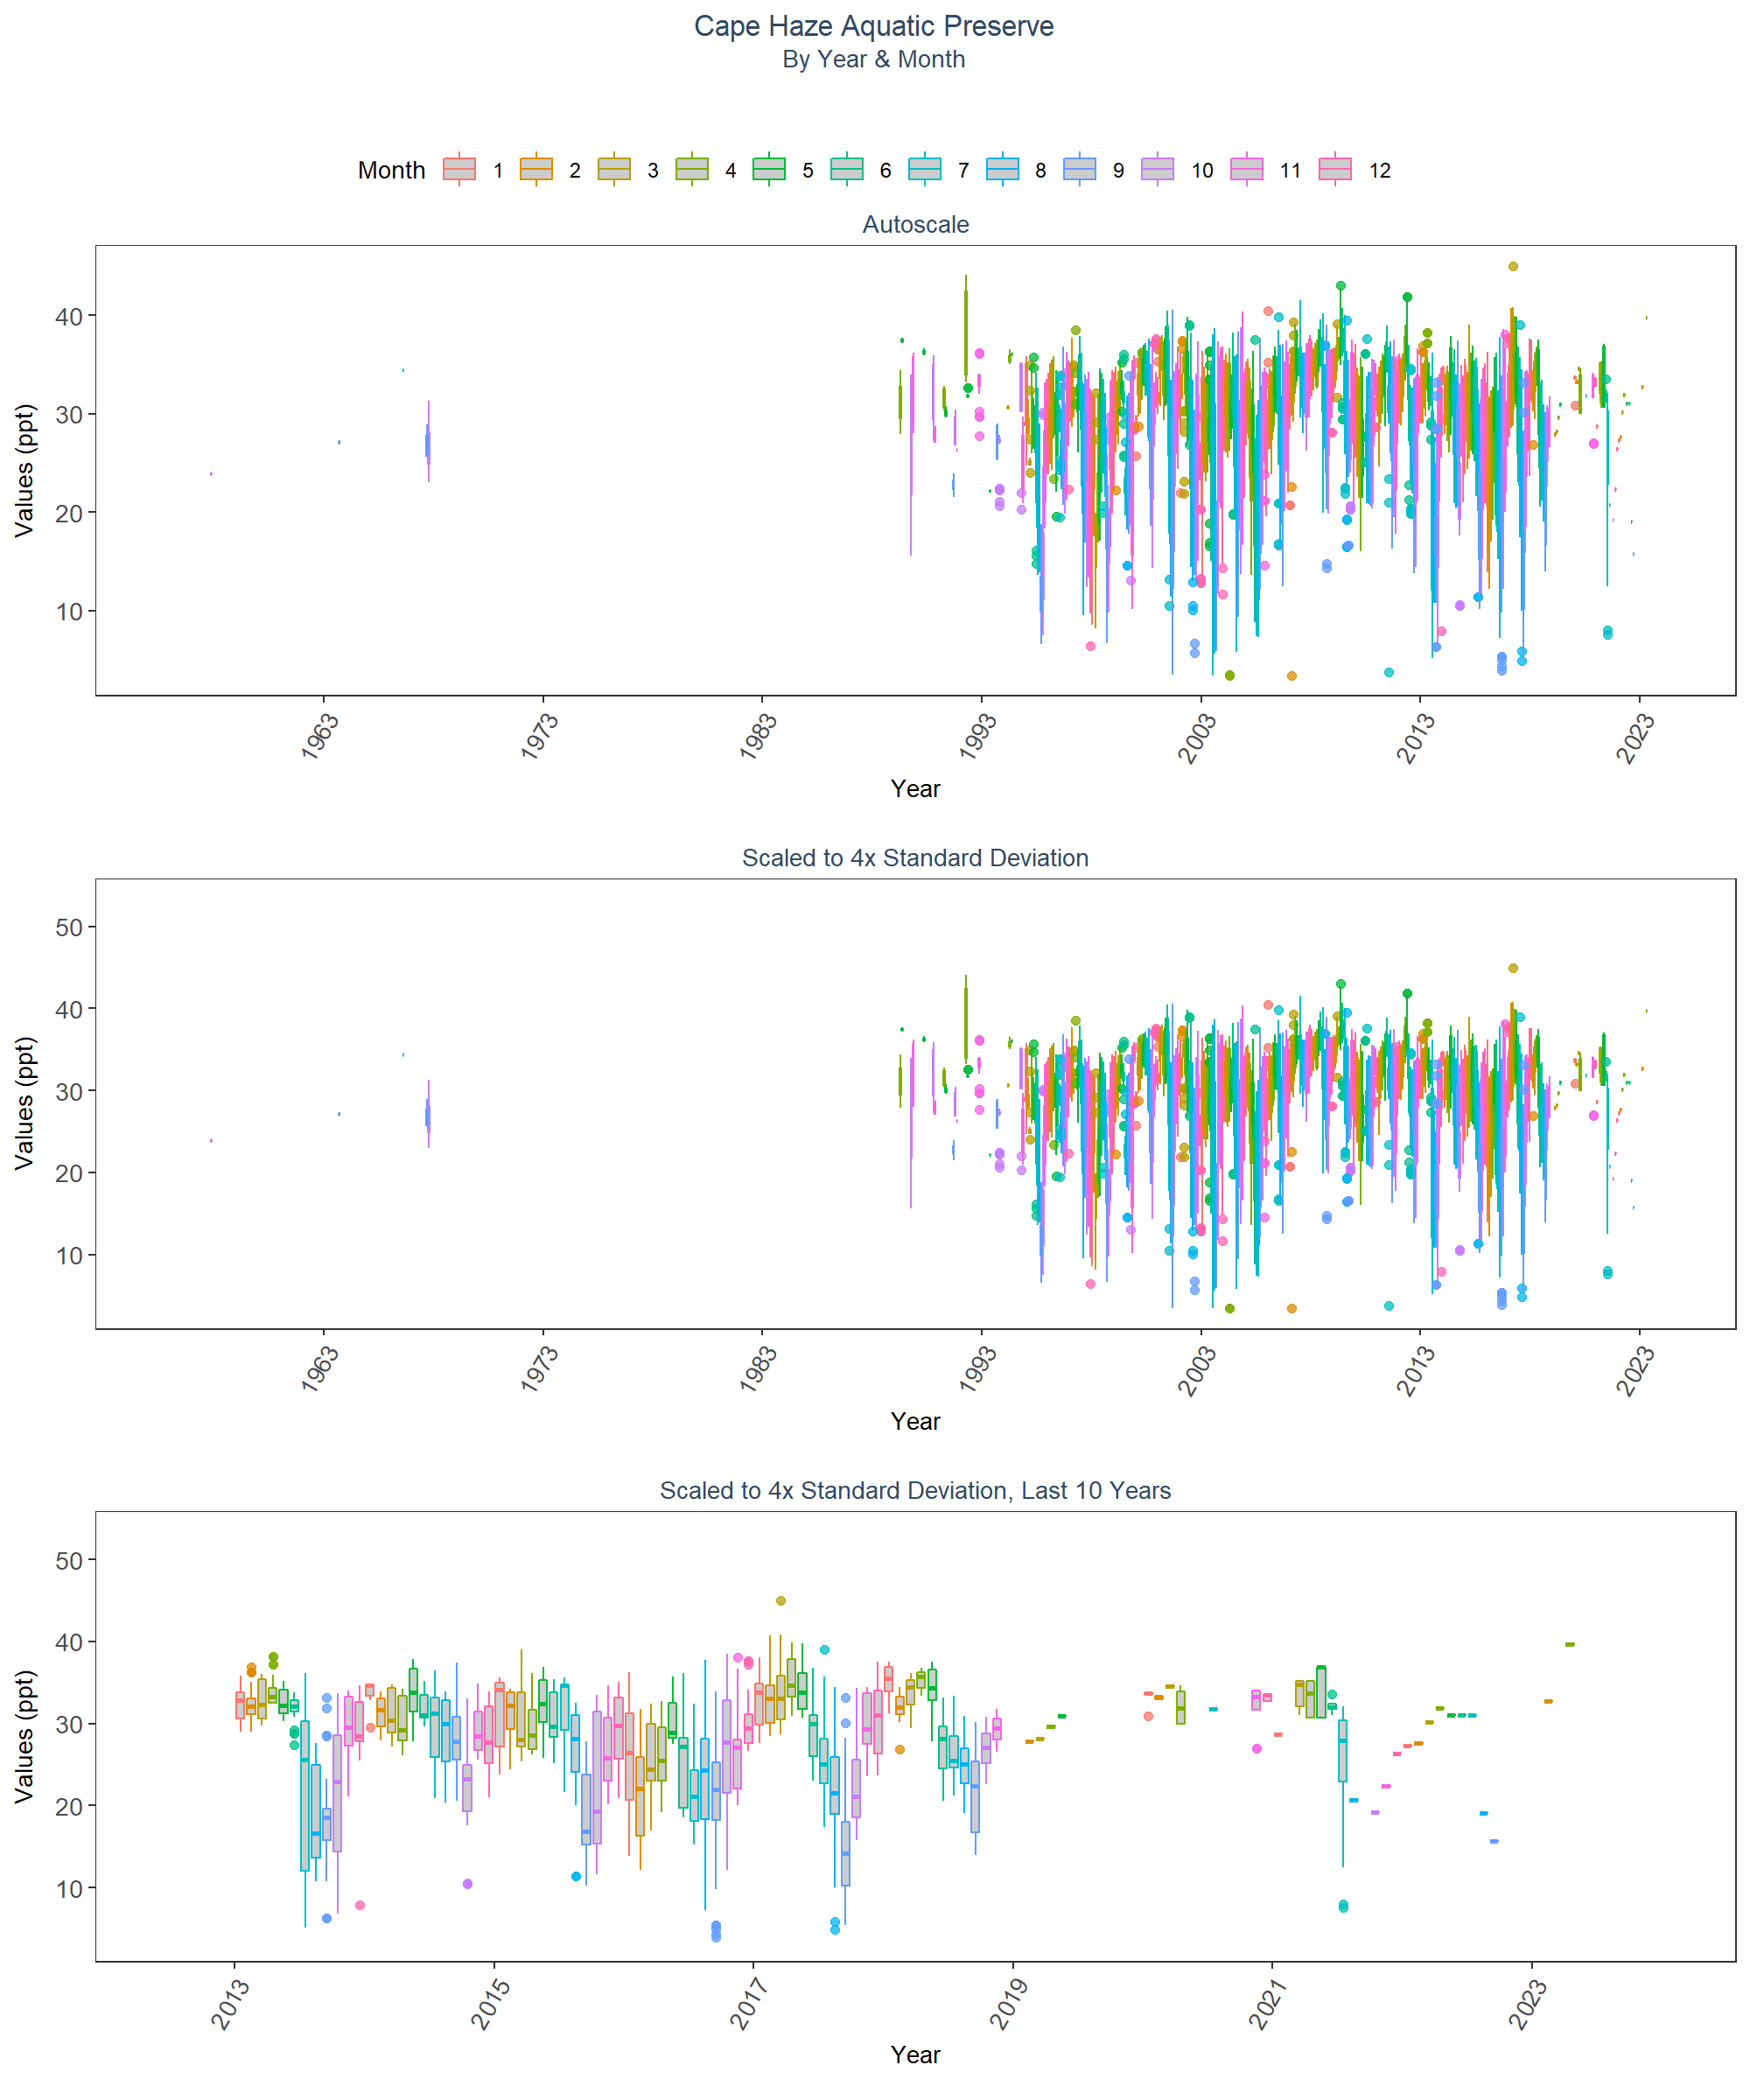 Cape Haze Aquatic Preserve
By Year & Month
Month 1 2 3 4 5 6 7 8 9 10 11 12
Autoscale
Values (ppt)
40
30
20
10
1963 1973 1983 1993 2003 2013 2023
Year
Scaled to 4x Standard Deviation
Values (ppt)
50
40
30
20
10
1963 1973 1983 1993 2003 2013 2023
Year
Scaled to 4x Standard Deviation, Last 10 Years
Values (ppt)
50
40
30
20
10
2013 2015 2017 2019 2021 2023
Year